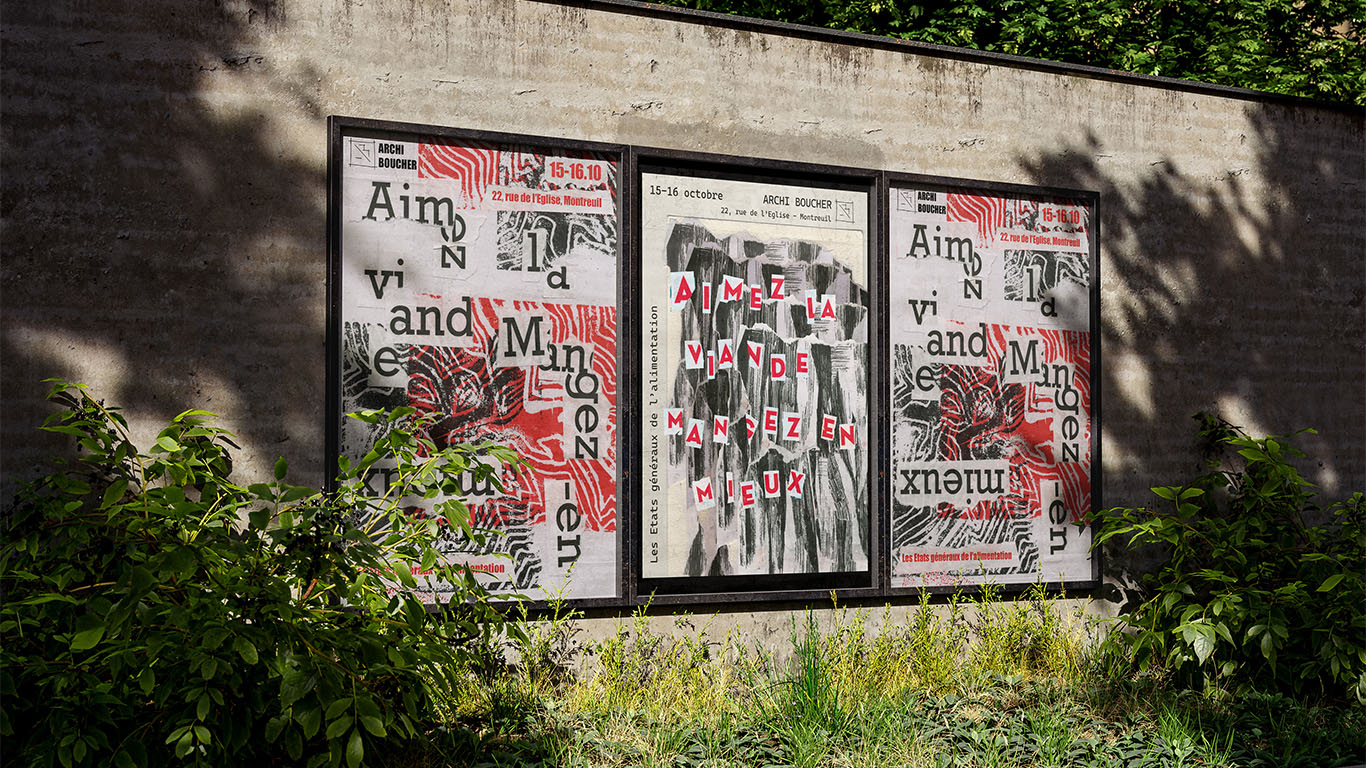 ARCHI
BOUCHER
15-16.10
22, rue de l'Eglise, Montreuil
Aim
ez
la
vi
and
e
Mangez
mieux
-en
alimentation
15-16 octobre
ARCHI BOUCHER
22, rue de l'Eglise - Montreuil
AIMEZ LA
VIANDE
MANGEZ EN
MIEUX
Les Etats généraux de l'alimentation
ARCHI
BOUCHER
15-16.10
22, rue de l'Eglise, Montreuil
Aim
ez
la
vi
and
e
Mangez
mieux
-en
Les Etats généraux de l'alimentation